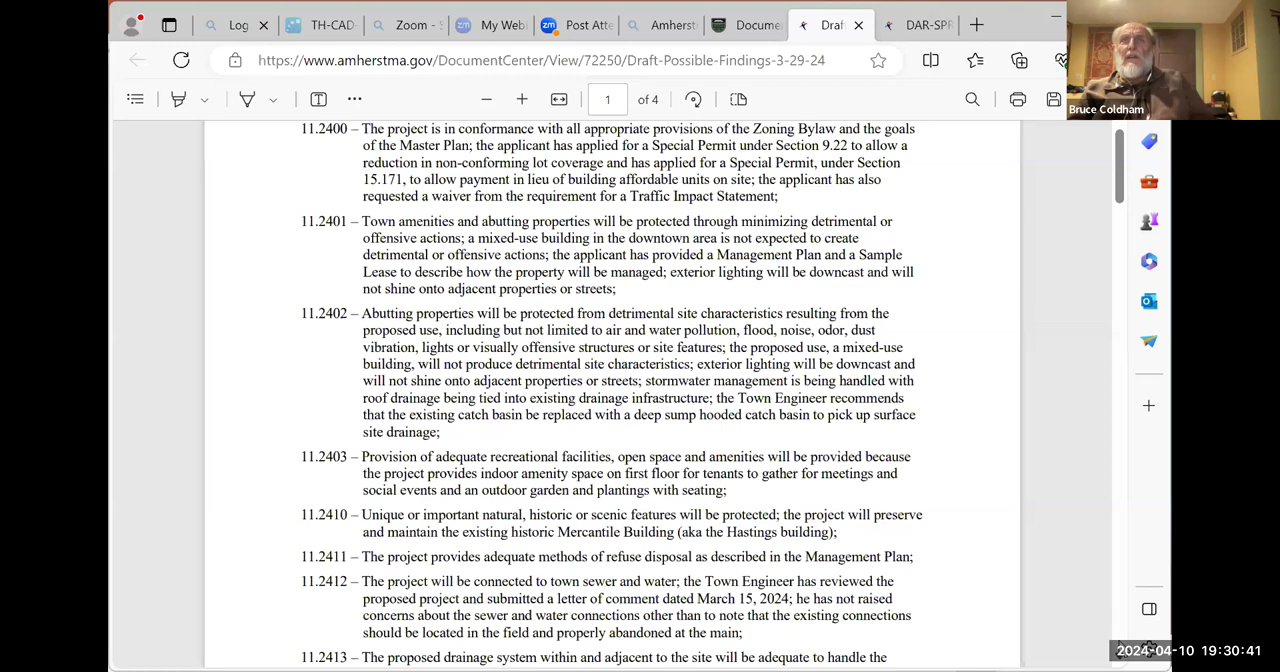 Log
TH-CAD-
Zoom - S
My Web
Post Atte
Amherst
Docume
Draf
DAR-SPR
https://www.amherstma.gov/DocumentCenter/View/72250/Draft-Possible-Findings-3-29-24
1 of 4
Bruce Coldham
11.2400 – The project is in conformance with all appropriate provisions of the Zoning Bylaw and the goals
of the Master Plan; the applicant has applied for a Special Permit under Section 9.22 to allow a
reduction in non-conforming lot coverage and has applied for a Special Permit, under Section
15.171, to allow payment in lieu of building affordable units on site; the applicant has also
requested a waiver from the requirement for a Traffic Impact Statement;
11.2401 – Town amenities and abutting properties will be protected through minimizing detrimental or
offensive actions; a mixed-use building in the downtown area is not expected to create
detrimental or offensive actions; the applicant has provided a Management Plan and a Sample
Lease to describe how the property will be managed; exterior lighting will be downcast and will
not shine onto adjacent properties or streets;
11.2402 – Abutting properties will be protected from detrimental site characteristics resulting from the
proposed use, including but not limited to air and water pollution, flood, noise, odor, dust
vibration, lights or visually offensive structures or site features; the proposed use, a mixed-use
building, will not produce detrimental site characteristics; exterior lighting will be downcast and
will not shine onto adjacent properties or streets; stormwater management is being handled with
roof drainage being tied into existing drainage infrastructure; the Town Engineer recommends
that the existing catch basin be replaced with a deep sump hooded catch basin to pick up surface
site drainage;
11.2403 – Provision of adequate recreational facilities, open space and amenities will be provided because
the project provides indoor amenity space on first floor for tenants to gather for meetings and
social events and an outdoor garden and plantings with seating;
11.2410 – Unique or important natural, historic or scenic features will be protected; the project will preserve
and maintain the existing historic Mercantile Building (aka the Hastings building);
11.2411 – The project provides adequate methods of refuse disposal as described in the Management Plan;
11.2412 – The project will be connected to town sewer and water; the Town Engineer has reviewed the
proposed project and submitted a letter of comment dated March 15, 2024; he has not raised
concerns about the sewer and water connections other than to note that the existing connections
should be located in the field and properly abandoned at the main;
11.2413 – The proposed drainage system within and adjacent to the site will be adequate to handle the
2024-04-10 19:30:41